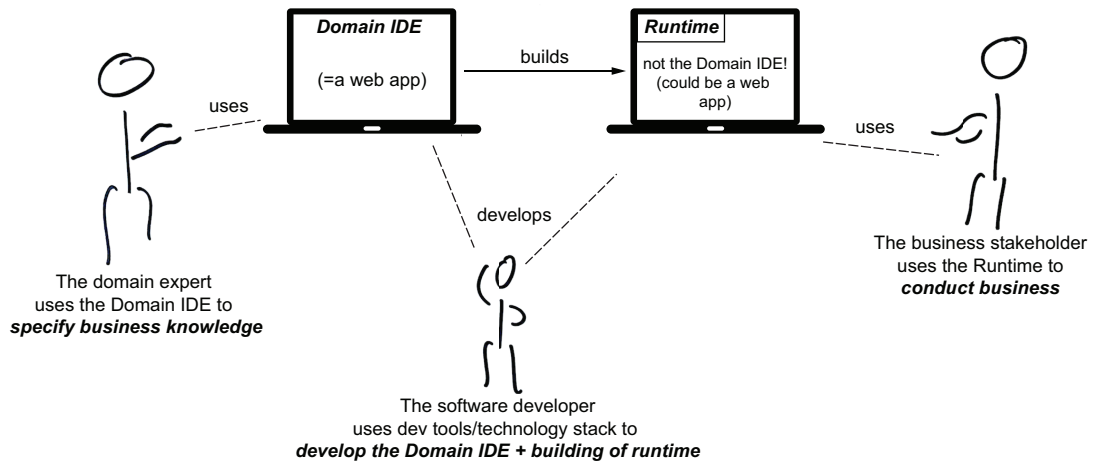 Domain IDE
(=a web app)
builds
Runtime
not the Domain IDE!
(could be a web
app)
uses
uses
develops
The domain expert
uses the Domain IDE to
specify business knowledge
The business stakeholder
uses the Runtime to
conduct business
The software developer
uses dev tools/technology stack to
develop the Domain IDE + building of runtime